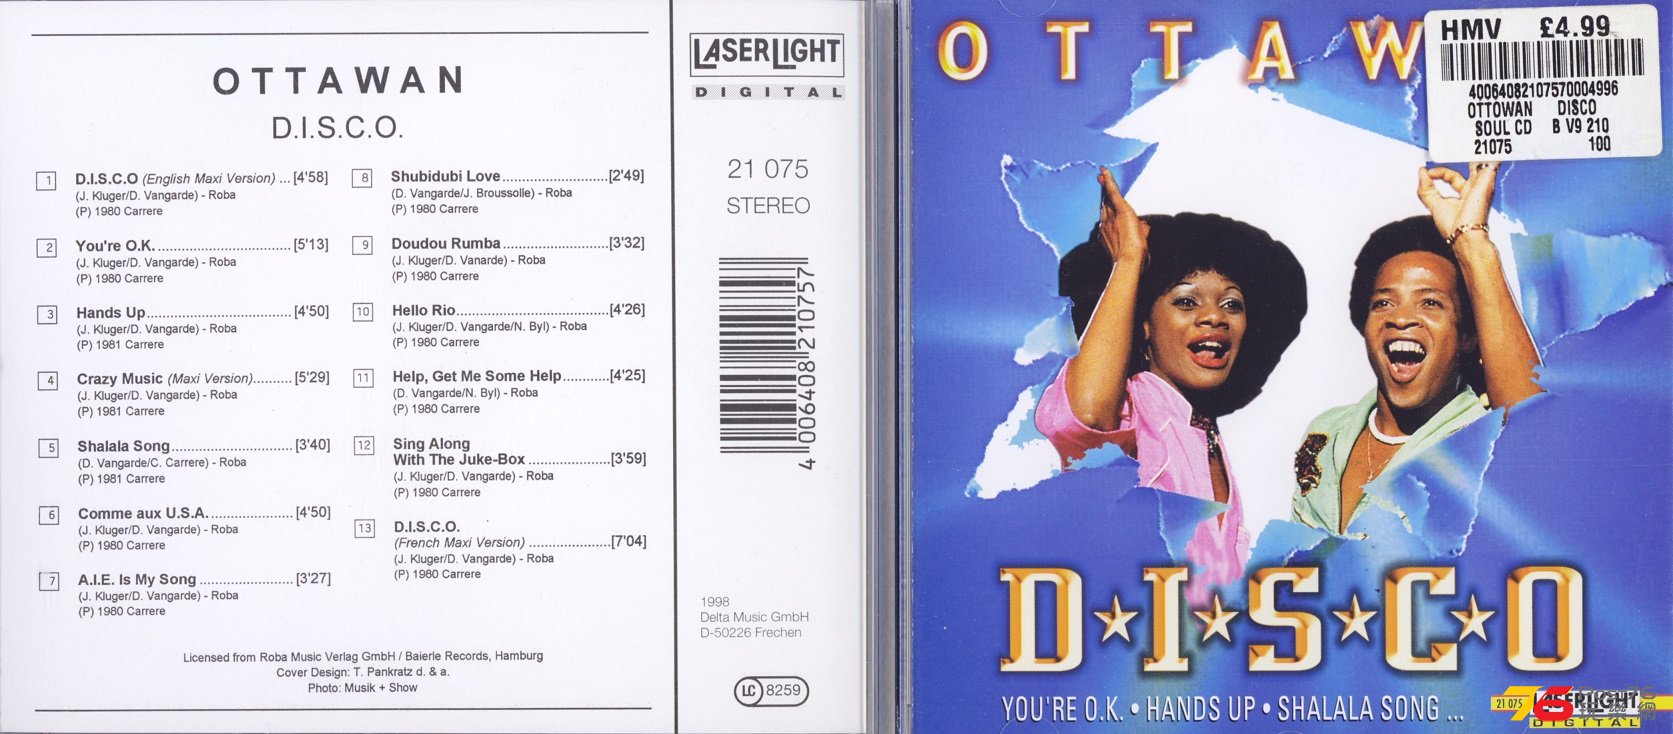 OTTAWAN
D.I.S.C.O.
1 D.I.S.C.O (English Maxi Version) ... [4'58]
(J. Kluger/D. Vangarde) - Roba
(P) 1980 Carrere
2 You're O.K. [5'13]
(J. Kluger/D. Vangarde) - Roba
(P) 1980 Carrere
3 Hands Up [4'50]
(J. Kluger/D. Vangarde) - Roba
(P) 1981 Carrere
4 Crazy Music (Maxi Version) [5'29]
(J. Kluger/D. Vangarde) - Roba
(P) 1981 Carrere
5 Shalala Song [3'40]
(D. Vangarde/C. Carrere) - Roba
(P) 1981 Carrere
6 Comme aux U.S.A. [4'50]
(J. Kluger/D. Vangarde) - Roba
(P) 1980 Carrere
7 A.I.E. Is My Song [3'27]
(J. Kluger/D. Vangarde) - Roba
(P) 1980 Carrere
8 Shubidubi Love [2'49]
(D. Vangarde/J. Broussolle) - Roba
(P) 1980 Carrere
9 Doudou Rumba [3'32]
(J. Kluger/D. Vanarde) - Roba
(P) 1980 Carrere
10 Hello Rio [4'26]
(J. Kluger/D. Vangarde/N. Byl) - Roba
(P) 1980 Carrere
11 Help, Get Me Some Help [4'25]
(D. Vangarde/N. Byl) - Roba
(P) 1980 Carrere
12 Sing Along
With The Juke-Box [3'59]
(J. Kluger/D. Vangarde) - Roba
(P) 1980 Carrere
13 D.I.S.C.O.
(French Maxi Version) [7'04]
(J. Kluger/D. Vangarde) - Roba
(P) 1980 Carrere
Licensed from Roba Music Verlag GmbH / Baierle Records, Hamburg
Cover Design: T. Pankratz d. & a.
Photo: Musik + Show
LASERLIGHT
DIGITAL
21 075
STEREO
4 006408 210757
1998
Delta Music GmbH
D-50226 Frechen
LC 8259
OTTAW
HMV £4.99
40064082107570004996
OTTOWAN DISCO
SOUL CD B V9 210
21075 100
D★I★S★C★O
YOU'RE O.K. • HANDS UP • SHALALA SONG ...
21 075 LASERLIGHT
DIGITAL
76